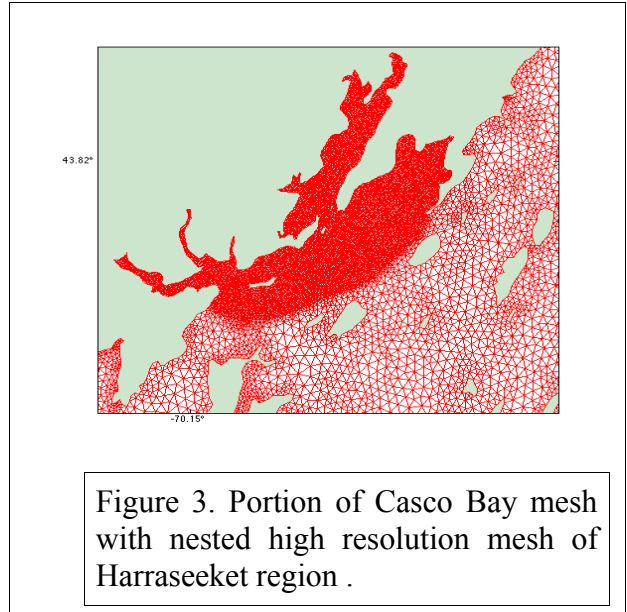 43.82°
-70.15°
Figure 3. Portion of Casco Bay mesh
with nested high resolution mesh of
Harraseeket region .